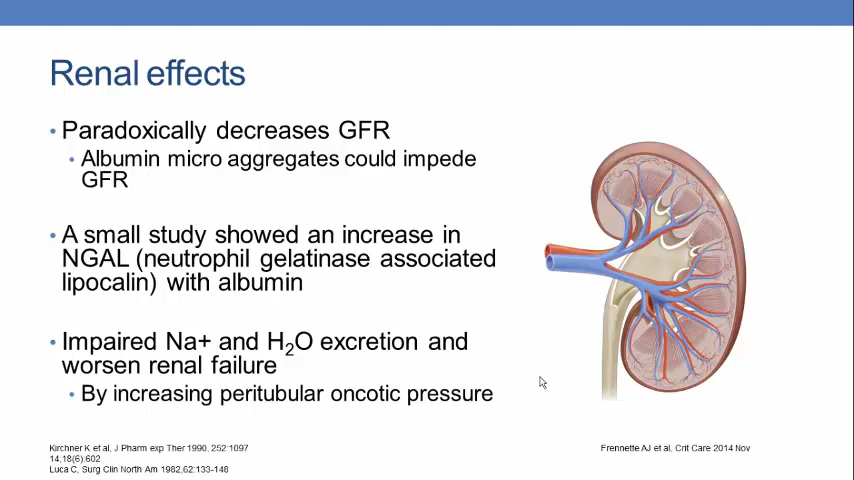 Renal effects
• Paradoxically decreases GFR
• Albumin micro aggregates could impede
GFR
• A small study showed an increase in
NGAL (neutrophil gelatinase associated
lipocalin) with albumin
• Impaired Na+ and H₂O excretion and
worsen renal failure
• By increasing peritubular oncotic pressure
Kirchner K et al, J Pharm exp Ther 1990, 252:1097
14,18(6):602
Luca C, Surg Clin North Am 1982,62:133-148
Frennette AJ et al, Crit Care 2014 Nov